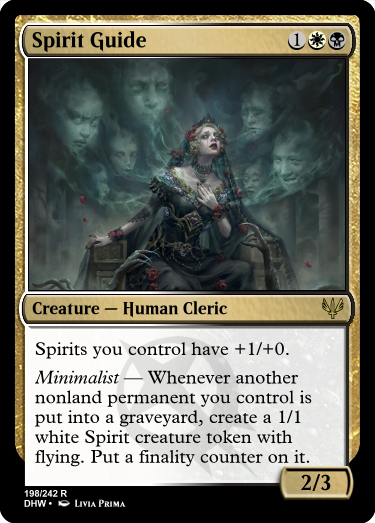 Spirit Guide 1
Creature — Human Cleric
Spirits you control have +1/+0.
Minimalist — Whenever another
nonland permanent you control is
put into a graveyard, create a 1/1
white Spirit creature token with
flying. Put a finality counter on it.
2/3
198/242 R
DHW • Livia Prima